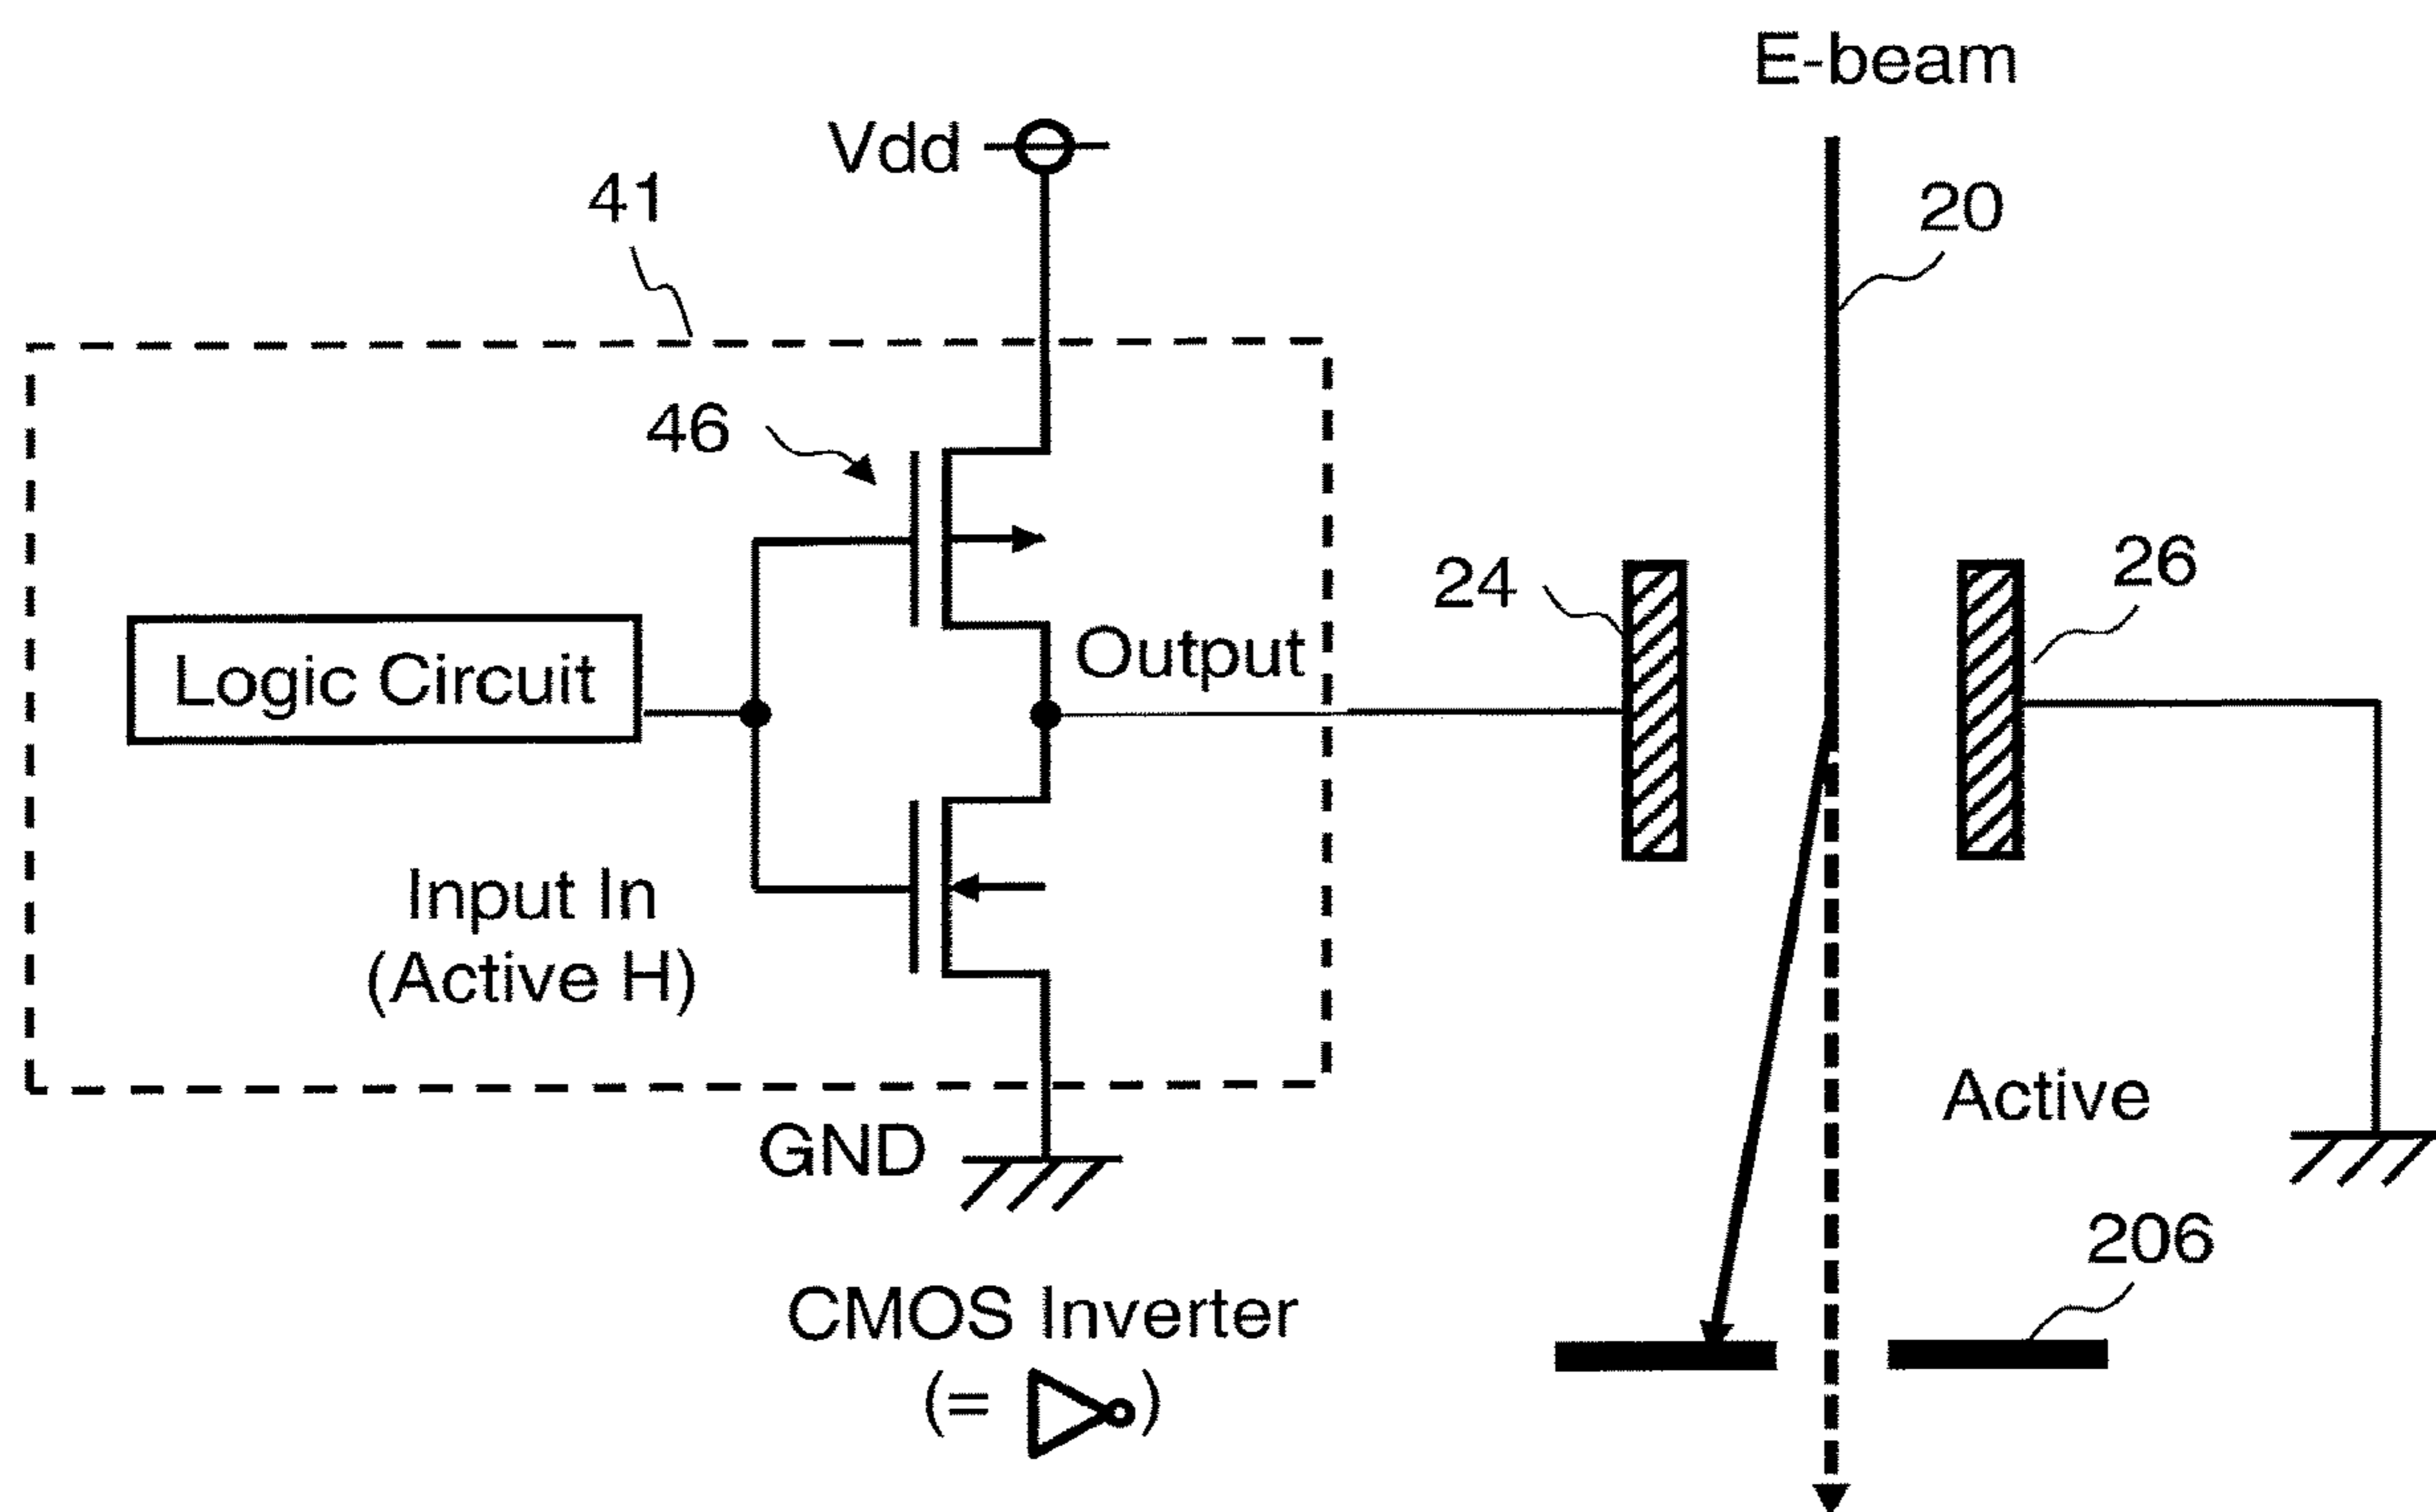 E-beam
Vdd
41
20
46
24
26
Output
Logic Circuit
Input In
(Active H)
Active
GND
206
CMOS Inverter
(= )